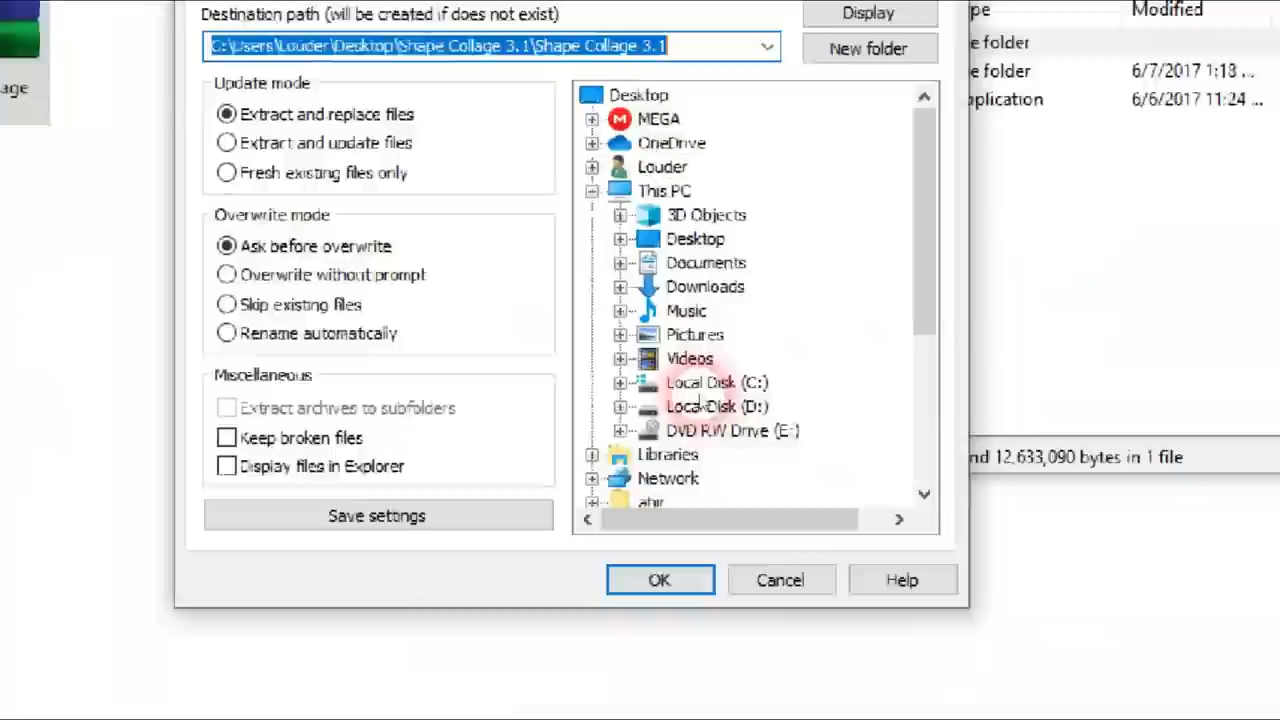 Destination path (will be created if does not exist)
Display
C:\Users\Louder\Desktop\Shape Collage 3.1\Shape Collage 3.1
New folder
Update mode
Extract and replace files
Extract and update files
Fresh existing files only
Overwrite mode
Ask before overwrite
Overwrite without prompt
Skip existing files
Rename automatically
Miscellaneous
Extract archives to subfolders
Keep broken files
Display files in Explorer
Save settings
Desktop
MEGA
OneDrive
Louder
This PC
3D Objects
Desktop
Documents
Downloads
Music
Pictures
Videos
Local Disk (C:)
Local Disk (D:)
DVD RW Drive (E:)
Libraries
Network
OK
Cancel
Help
age
pe
Modified
e folder
e folder
6/7/2017 1:18 ...
pplication
6/6/2017 11:24 ...
nd 12,633,090 bytes in 1 file